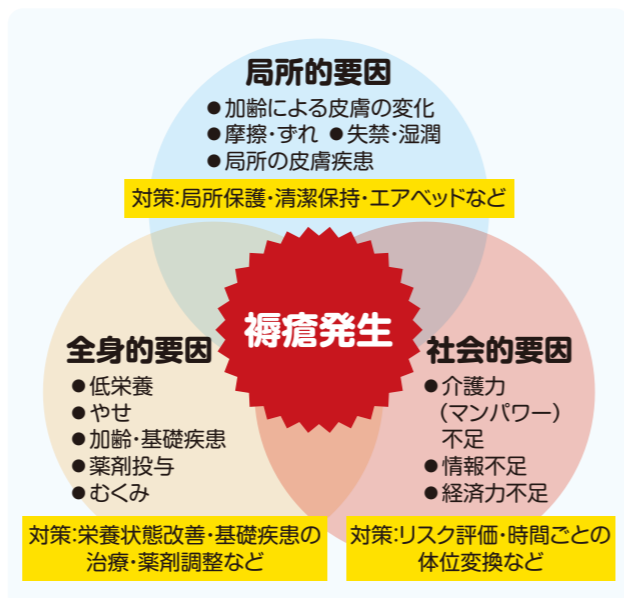 局所的要因
●加齢による皮膚の変化
●摩擦・ずれ ●失禁・湿潤
●局所の皮膚疾患
対策:局所保護・清潔保持・エアベッドなど
褥瘡発生
全身的要因
●低栄養
●やせ
●加齢・基礎疾患
●薬剤投与
●むくみ
対策:栄養状態改善・基礎疾患の
治療・薬剤調整など
社会的要因
●介護力
（マンパワー）
不足
●情報不足
●経済力不足
対策:リスク評価・時間ごとの
体位変換など